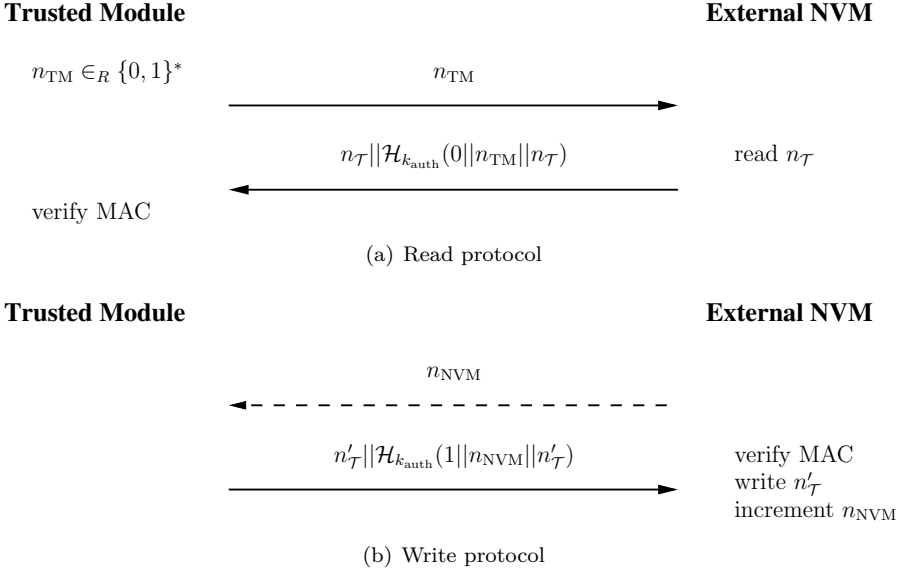 Trusted Module External NVM
n_TM ∈_R {0, 1}* n_TM
n_𝒯||ℋ_{k_auth}(0||n_TM||n_𝒯) read n_𝒯
verify MAC
(a) Read protocol
Trusted Module External NVM
n_NVM
n′_𝒯||ℋ_{k_auth}(1||n_NVM||n′_𝒯) verify MAC
write n′_𝒯
increment n_NVM
(b) Write protocol